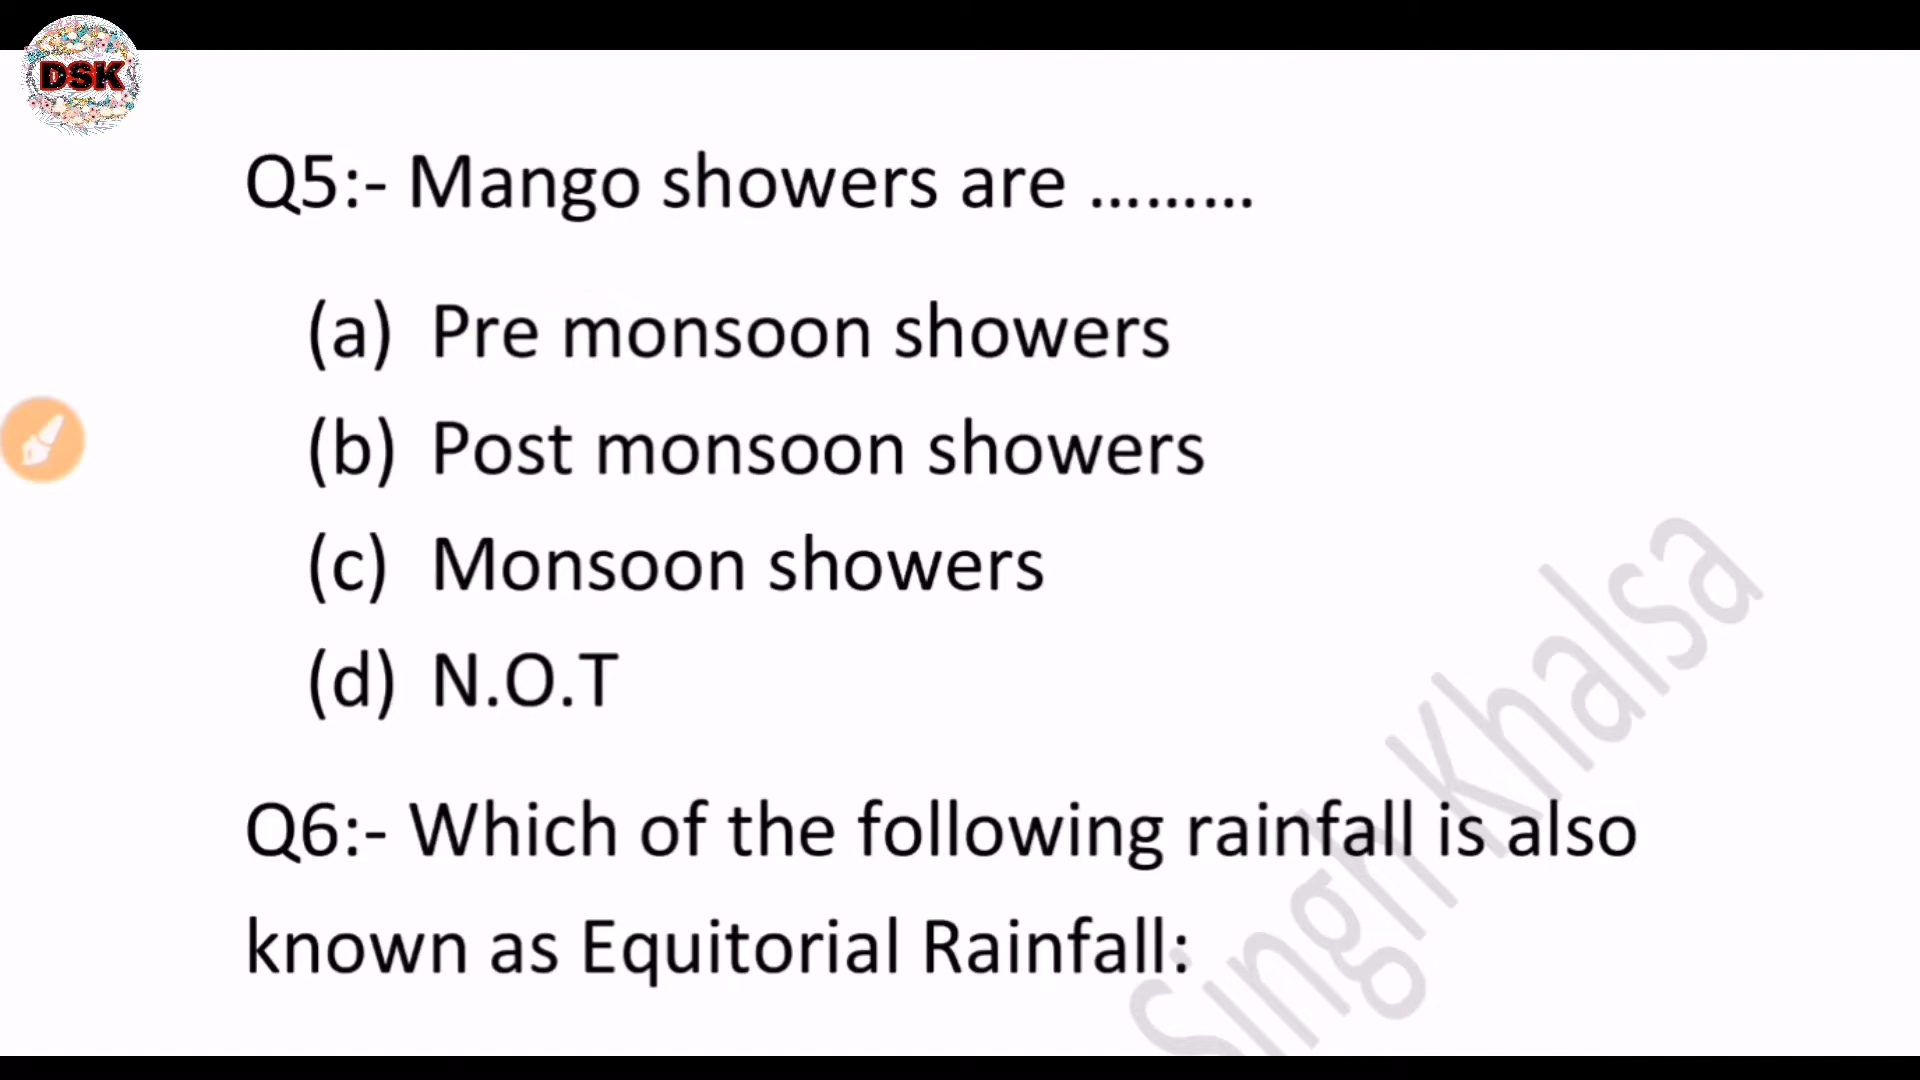 DSK
Q5:- Mango showers are .........
(a) Pre monsoon showers
(b) Post monsoon showers
(c) Monsoon showers
(d) N.O.T
Q6:- Which of the following rainfall is also
known as Equitorial Rainfall:
Singh Khalsa